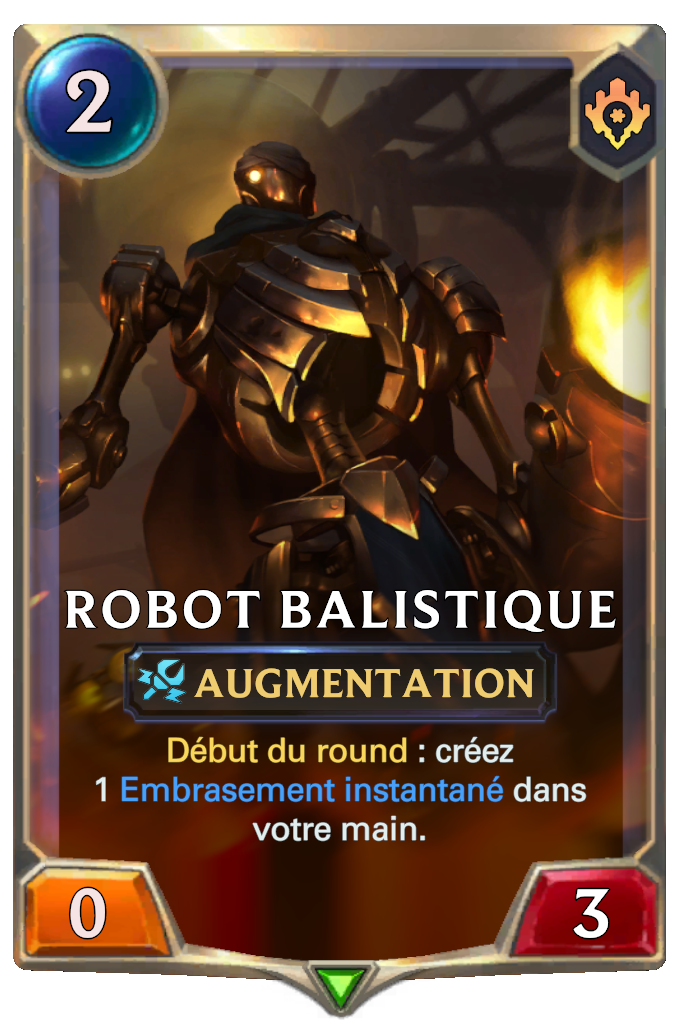 2
ROBOT BALISTIQUE
AUGMENTATION
Début du round : créez
1 Embrasement instantané dans
votre main.
0
3